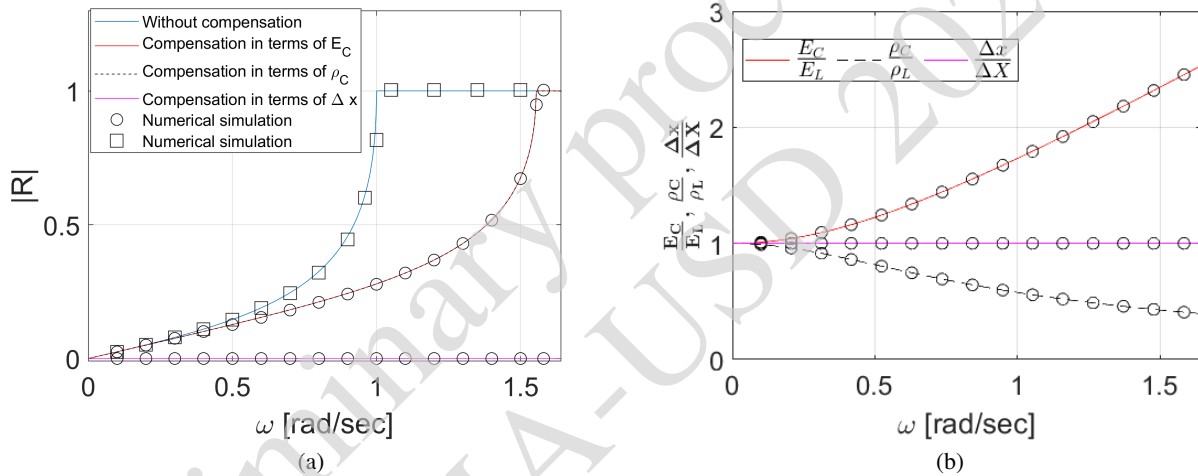 Without compensation
Compensation in terms of E_C
Compensation in terms of ρ_C
Compensation in terms of Δ x
Numerical simulation
Numerical simulation
|R|
1
0.5
0
0 0.5 1 1.5
ω [rad/sec]
(a)
E_C/E_L ρ_C/ρ_L Δx/ΔX
E_C/E_L, ρ_C/ρ_L, Δx/ΔX
3
2
1
0
0 0.5 1 1.5
ω [rad/sec]
(b)